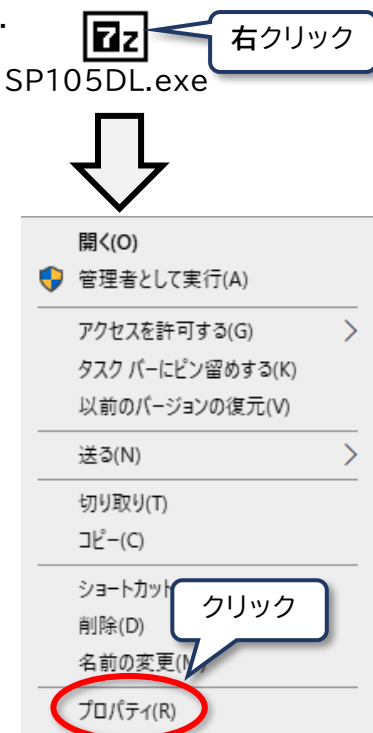 .
7z
右クリック
SP105DL.exe
開く(O)
管理者として実行(A)
アクセスを許可する(G)
タスク バーにピン留めする(K)
以前のバージョンの復元(V)
送る(N)
切り取り(T)
コピー(C)
ショートカット
クリック
削除(D)
名前の変更(M)
プロパティ(R)